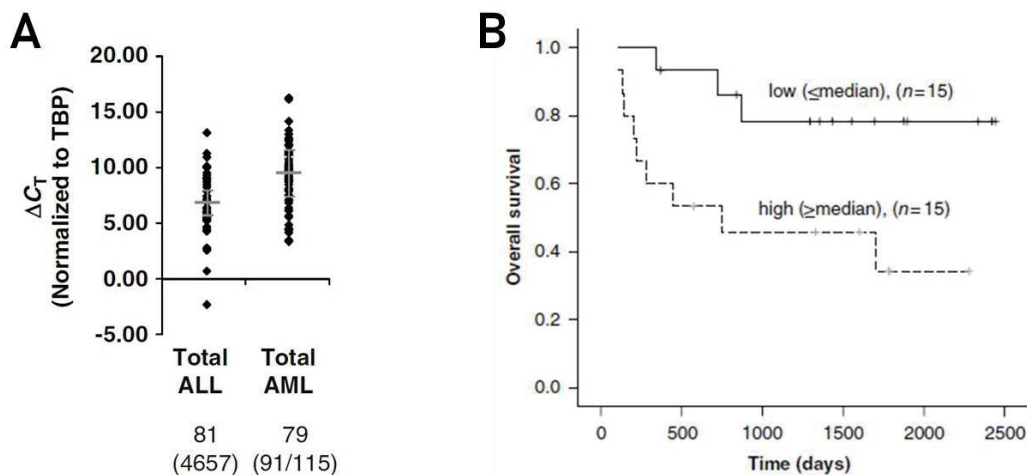 A
ΔCT
(Normalized to TBP)
20.00
15.00
10.00
5.00
0.00
-5.00
Total
ALL
Total
AML
81
(4657)
79
(91/115)
B
Overall survival
1.0
0.8
0.6
0.4
0.2
0.0
low (≤median), (n=15)
high (≥median), (n=15)
0 500 1000 1500 2000 2500
Time (days)